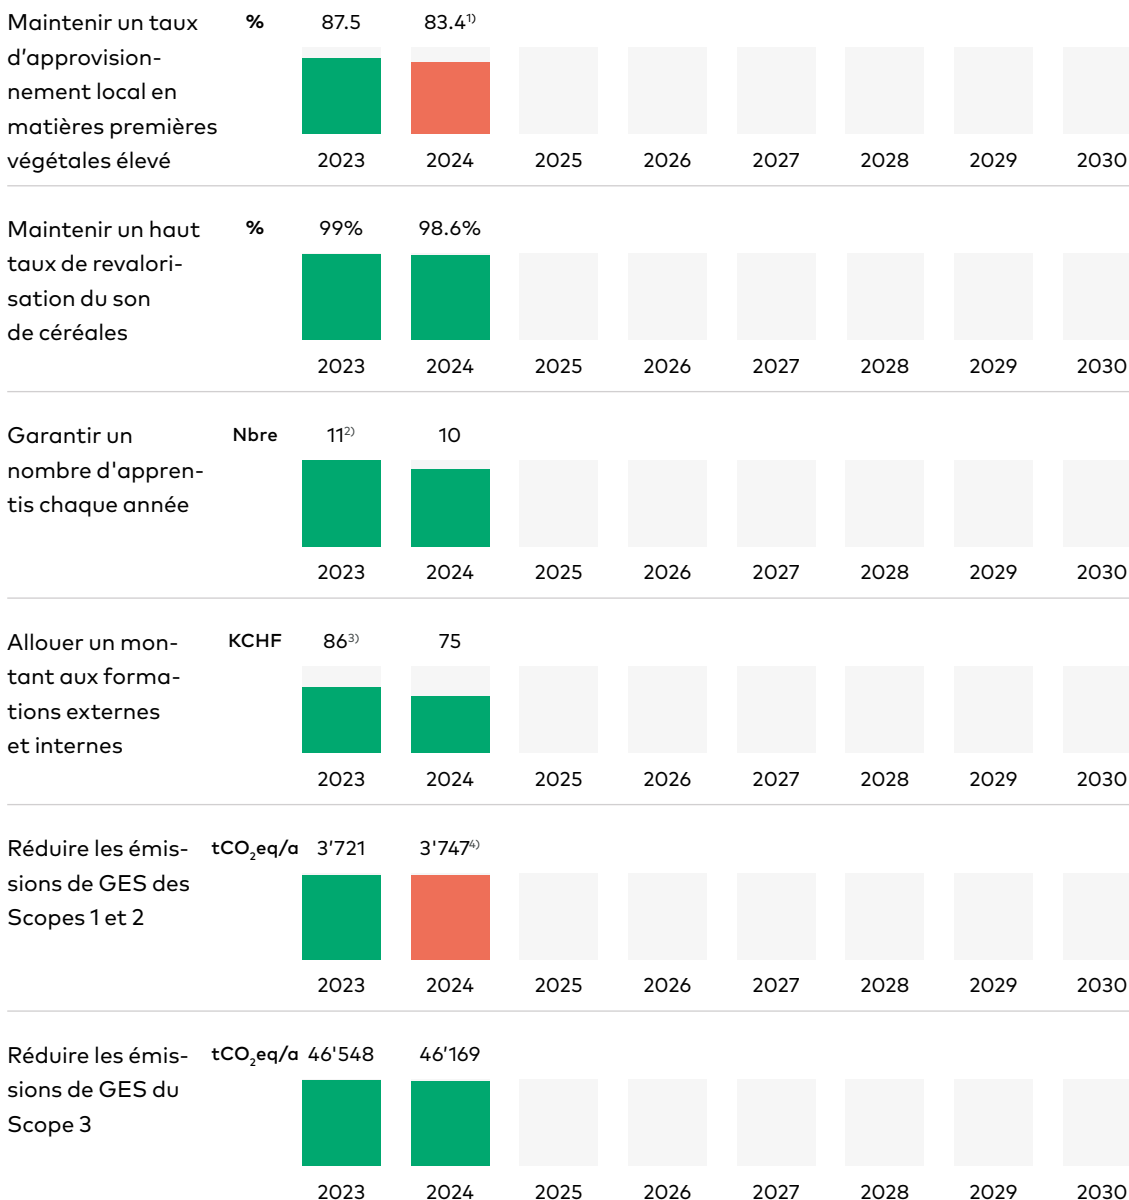 Maintenir un taux % 87.5 83.4¹⁾
d’approvision-
nement local en
matières premières
végétales élevé 2023 2024 2025 2026 2027 2028 2029 2030
Maintenir un haut % 99% 98.6%
taux de revalori-
sation du son
de céréales
2023 2024 2025 2026 2027 2028 2029 2030
Garantir un Nbre 11²⁾ 10
nombre d'appren-
tis chaque année
2023 2024 2025 2026 2027 2028 2029 2030
Allouer un mon- KCHF 86³⁾ 75
tant aux forma-
tions externes
et internes
2023 2024 2025 2026 2027 2028 2029 2030
Réduire les émis- tCO₂eq/a 3’721 3'747⁴⁾
sions de GES des
Scopes 1 et 2
2023 2024 2025 2026 2027 2028 2029 2030
Réduire les émis- tCO₂eq/a 46'548 46’169
sions de GES du
Scope 3
2023 2024 2025 2026 2027 2028 2029 2030